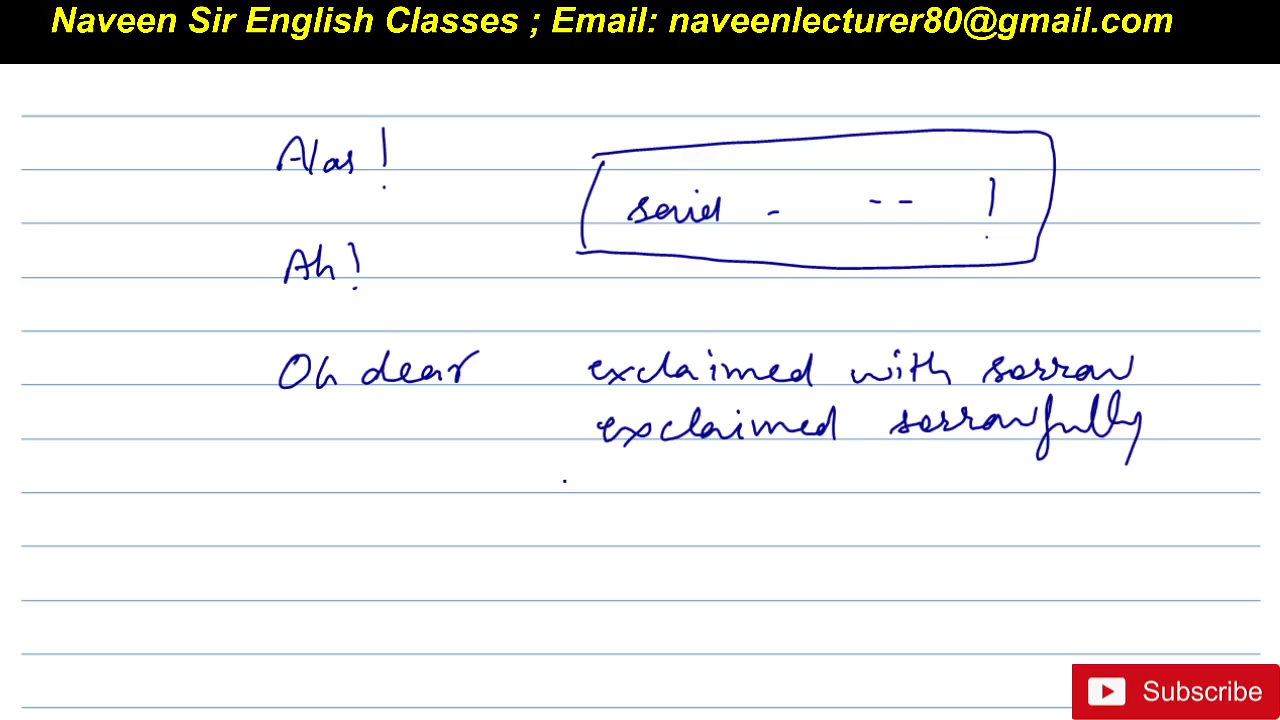 Naveen Sir English Classes ; Email: naveenlecturer80@gmail.com
Alas !
said - -- !
Ah !
Oh dear exclaimed with sorrow
exclaimed sorrowfully
Subscribe